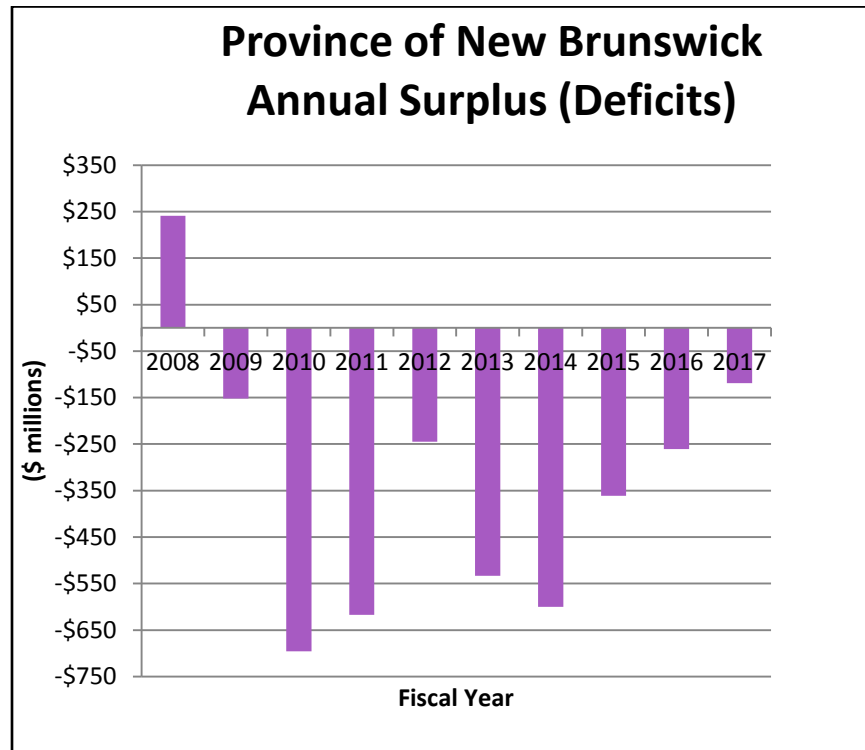 Province of New Brunswick
Annual Surplus (Deficits)
$350
$250
$150
$50
-$50
-$150
-$250
-$350
-$450
-$550
-$650
-$750
($ millions)
2008 2009 2010 2011 2012 2013 2014 2015 2016 2017
Fiscal Year